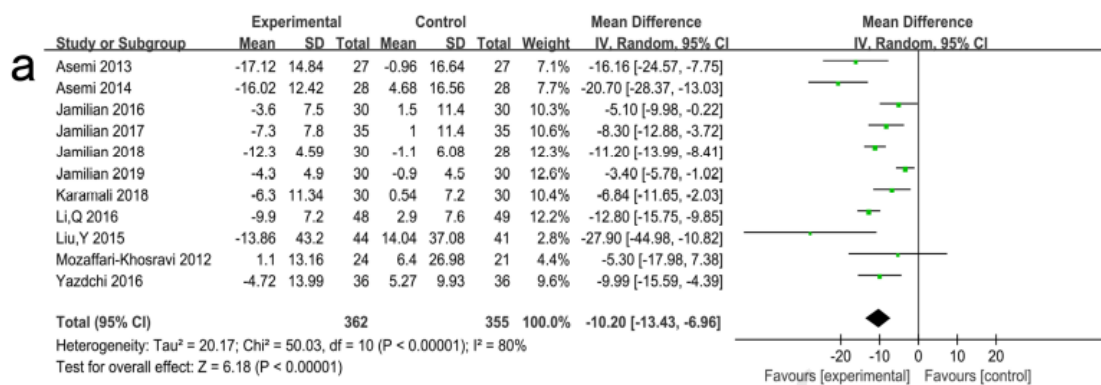 Experimental Control Mean Difference Mean Difference
Study or Subgroup Mean SD Total Mean SD Total Weight IV, Random, 95% CI IV, Random, 95% CI
a
Asemi 2013 -17.12 14.84 27 -0.96 16.64 27 7.1% -16.16 [-24.57, -7.75]
Asemi 2014 -16.02 12.42 28 4.68 16.56 28 7.7% -20.70 [-28.37, -13.03]
Jamilian 2016 -3.6 7.5 30 1.5 11.4 30 10.3% -5.10 [-9.98, -0.22]
Jamilian 2017 -7.3 7.8 35 1 11.4 35 10.6% -8.30 [-12.88, -3.72]
Jamilian 2018 -12.3 4.59 30 -1.1 6.08 28 12.3% -11.20 [-13.99, -8.41]
Jamilian 2019 -4.3 4.9 30 -0.9 4.5 30 12.6% -3.40 [-5.78, -1.02]
Karamali 2018 -6.3 11.34 30 0.54 7.2 30 10.4% -6.84 [-11.65, -2.03]
Li,Q 2016 -9.9 7.2 48 2.9 7.6 49 12.2% -12.80 [-15.75, -9.85]
Liu,Y 2015 -13.86 43.2 44 14.04 37.08 41 2.8% -27.90 [-44.98, -10.82]
Mozaffari-Khosravi 2012 1.1 13.16 24 6.4 26.98 21 4.4% -5.30 [-17.98, 7.38]
Yazdchi 2016 -4.72 13.99 36 5.27 9.93 36 9.6% -9.99 [-15.59, -4.39]
Total (95% CI) 362 355 100.0% -10.20 [-13.43, -6.96]
Heterogeneity: Tau² = 20.17; Chi² = 50.03, df = 10 (P < 0.00001); I² = 80%
Test for overall effect: Z = 6.18 (P < 0.00001)
-20 -10 0 10 20
Favours [experimental] Favours [control]